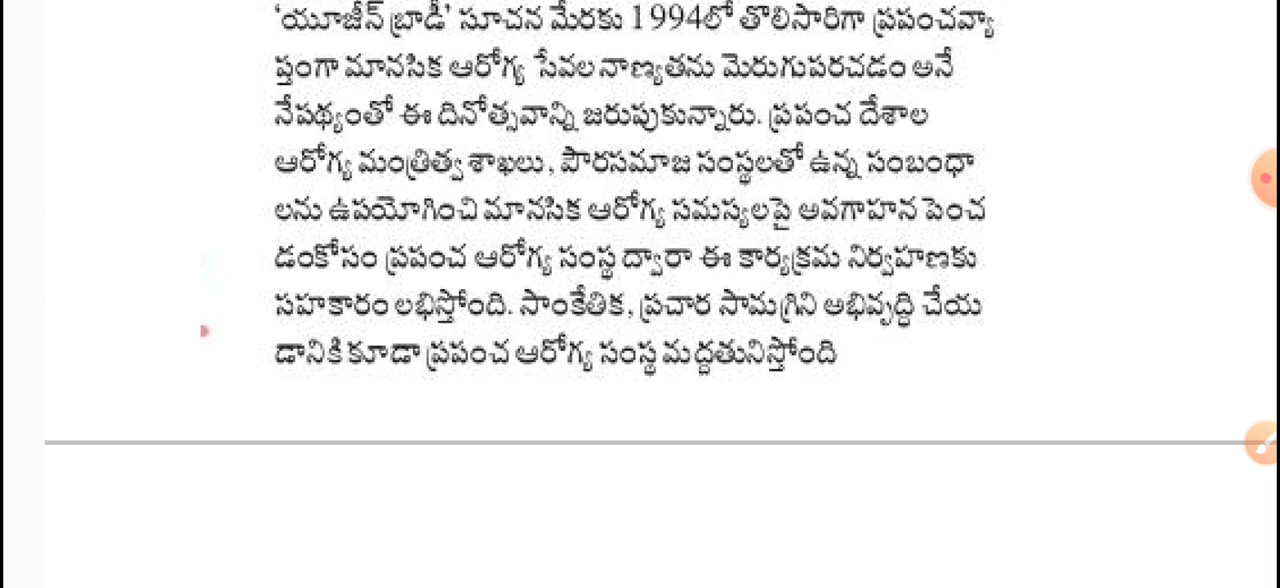 'యూజీన్ బ్రాడీ' సూచన మేరకు 1994లో తొలిసారిగా ప్రపంచవ్యా
ప్తంగా మానసిక ఆరోగ్య సేవల నాణ్యతను మెరుగుపరచడం అనే
నేపథ్యంతో ఈ దినోత్సవాన్ని జరుపుకున్నారు. ప్రపంచ దేశాల
ఆరోగ్య మంత్రిత్వ శాఖలు, పౌరసమాజ సంస్థలతో ఉన్న సంబంధా
లను ఉపయోగించి మానసిక ఆరోగ్య సమస్యలపై అవగాహన పెంచ
డంకోసం ప్రపంచ ఆరోగ్య సంస్థ ద్వారా ఈ కార్యక్రమ నిర్వహణకు
సహకారం లభిస్తోంది. సాంకేతిక, ప్రచార సామగ్రిని అభివృద్ధి చేయ
డానికి కూడా ప్రపంచ ఆరోగ్య సంస్థ మద్దతునిస్తోంది